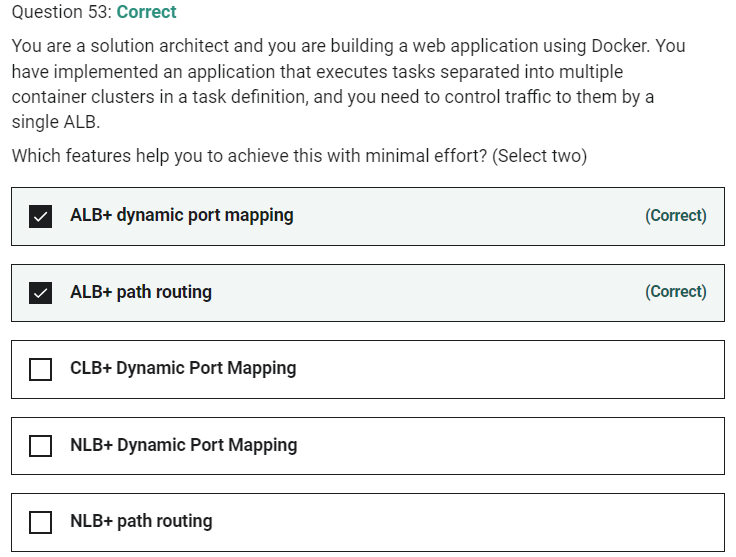 Question 53: Correct
You are a solution architect and you are building a web application using Docker. You
have implemented an application that executes tasks separated into multiple
container clusters in a task definition, and you need to control traffic to them by a
single ALB.
Which features help you to achieve this with minimal effort? (Select two)
ALB+ dynamic port mapping (Correct)
ALB+ path routing (Correct)
CLB+ Dynamic Port Mapping
NLB+ Dynamic Port Mapping
NLB+ path routing